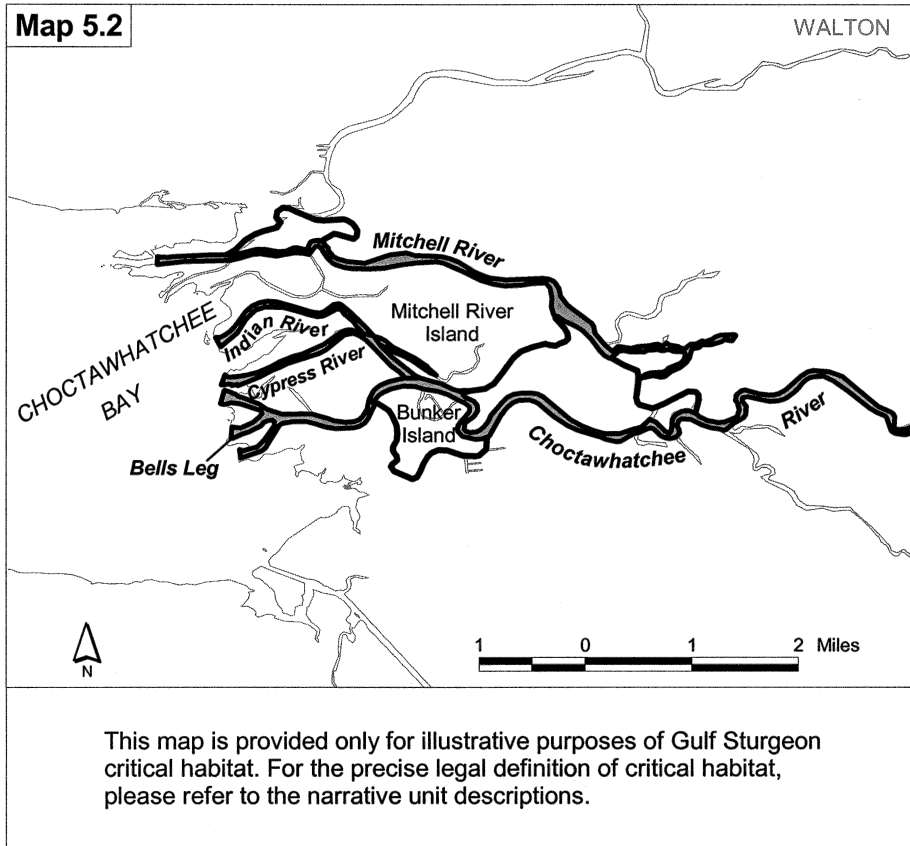 Map 5.2
WALTON
Mitchell River
Mitchell River
Island
Indian River
CHOCTAWHATCHEE
BAY
Cypress River
Bunker
Island
River
Choctawhatchee
Bells Leg
N
1 0 1 2 Miles
This map is provided only for illustrative purposes of Gulf Sturgeon
critical habitat. For the precise legal definition of critical habitat,
please refer to the narrative unit descriptions.